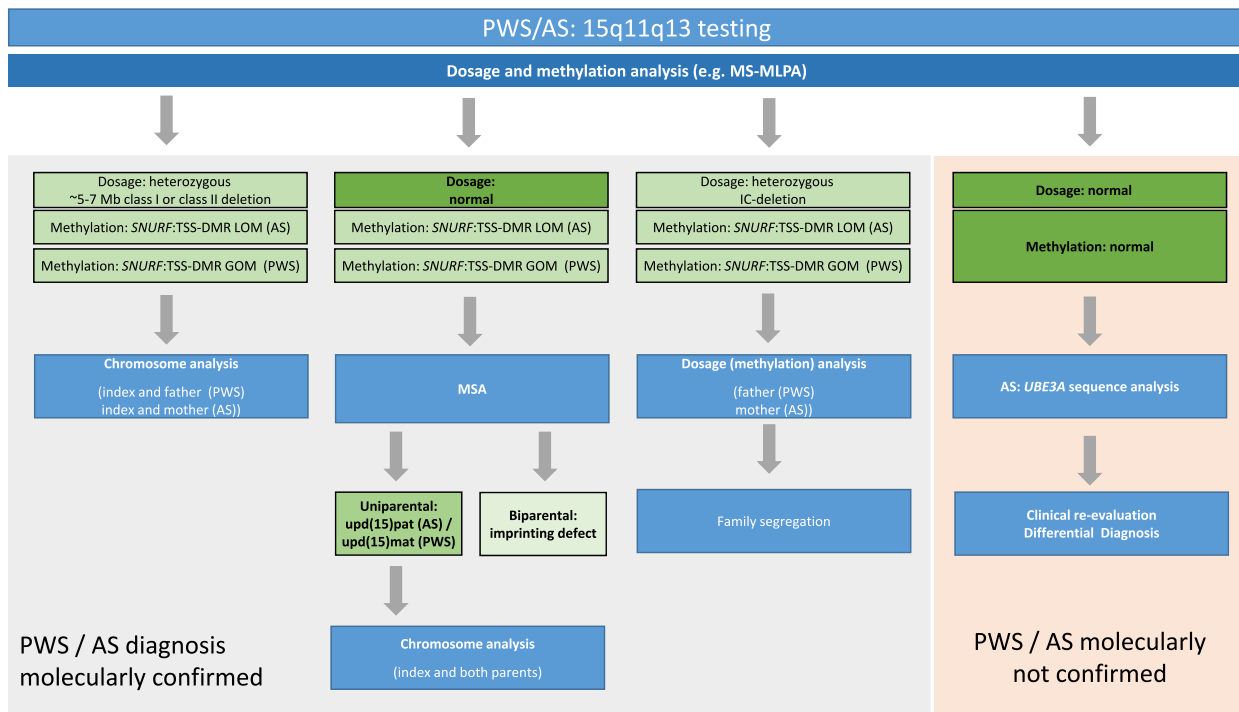 PWS/AS: 15q11q13 testing
Dosage and methylation analysis (e.g. MS-MLPA)
Dosage: heterozygous
~5-7 Mb class I or class II deletion
Methylation: SNURF:TSS-DMR LOM (AS)
Methylation: SNURF:TSS-DMR GOM (PWS)
Chromosome analysis
(index and father (PWS)
index and mother (AS))
Dosage:
normal
Methylation: SNURF:TSS-DMR LOM (AS)
Methylation: SNURF:TSS-DMR GOM (PWS)
MSA
Uniparental:
upd(15)pat (AS) /
upd(15)mat (PWS)
Biparental:
imprinting defect
Chromosome analysis
(index and both parents)
Dosage: heterozygous
IC-deletion
Methylation: SNURF:TSS-DMR LOM (AS)
Methylation: SNURF:TSS-DMR GOM (PWS)
Dosage (methylation) analysis
(father (PWS)
mother (AS))
Family segregation
Dosage: normal
Methylation: normal
AS: UBE3A sequence analysis
Clinical re-evaluation
Differential Diagnosis
PWS / AS diagnosis
molecularly confirmed
PWS / AS molecularly
not confirmed